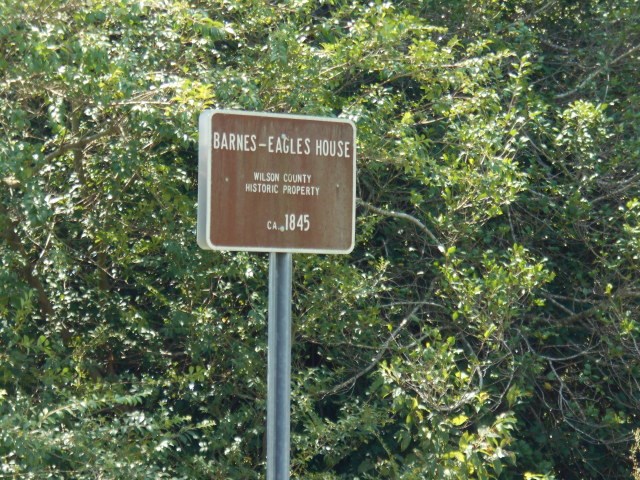 BARNES-EAGLES HOUSE
WILSON COUNTY
HISTORIC PROPERTY
CA. 1845